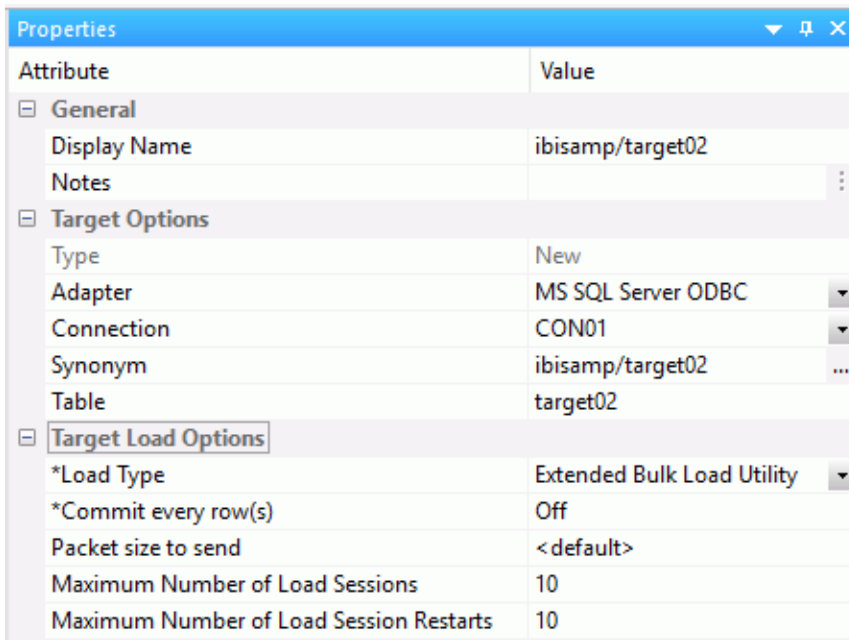 Properties
Attribute Value
General
Display Name ibisamp/target02
Notes
Target Options
Type New
Adapter MS SQL Server ODBC
Connection CON01
Synonym ibisamp/target02 ...
Table target02
Target Load Options
*Load Type Extended Bulk Load Utility
*Commit every row(s) Off
Packet size to send <default>
Maximum Number of Load Sessions 10
Maximum Number of Load Session Restarts 10